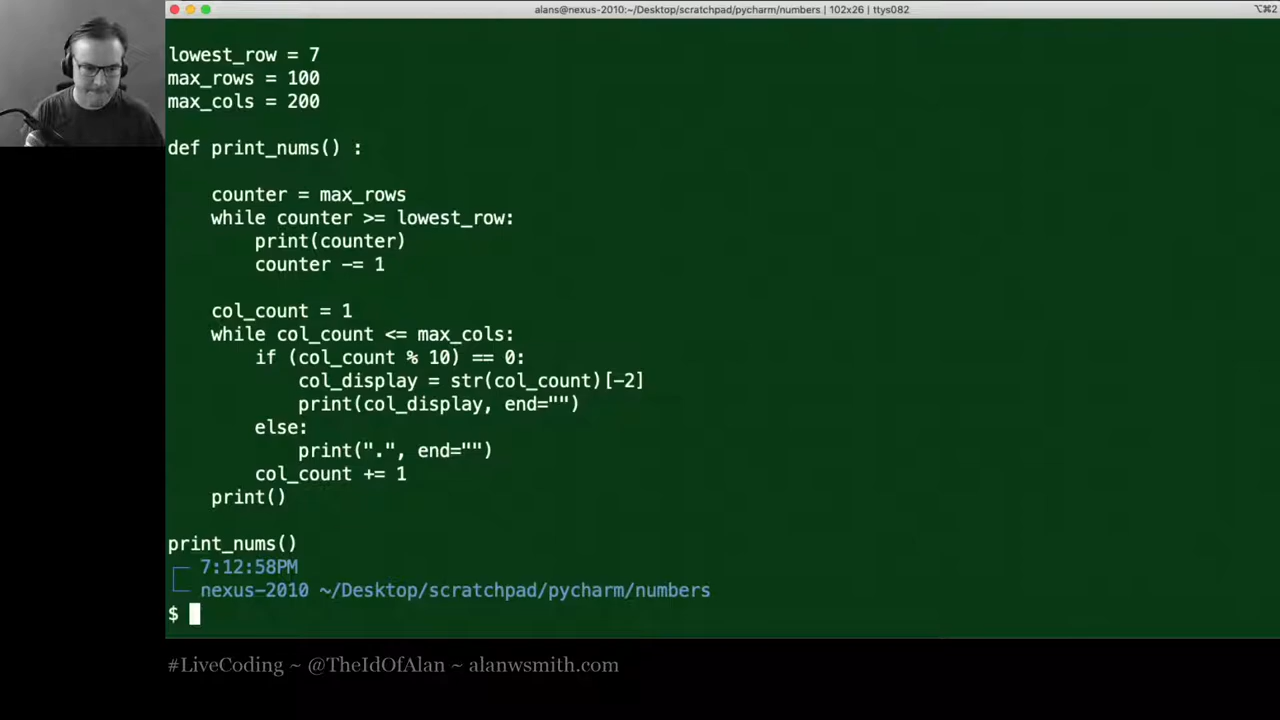 alans@nexus-2010:~/Desktop/scratchpad/pycharm/numbers | 102x26 | ttys082
⌥⌘2
lowest_row = 7
max_rows = 100
max_cols = 200
def print_nums() :
    counter = max_rows
    while counter >= lowest_row:
        print(counter)
        counter -= 1
    col_count = 1
    while col_count <= max_cols:
        if (col_count % 10) == 0:
            col_display = str(col_count)[-2]
            print(col_display, end="")
        else:
            print(".", end="")
        col_count += 1
    print()
print_nums()
7:12:58PM
nexus-2010 ~/Desktop/scratchpad/pycharm/numbers
$
#LiveCoding ~ @TheIdOfAlan ~ alanwsmith.com